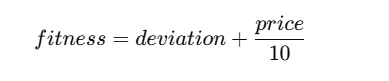 fitness = deviation + price / 10